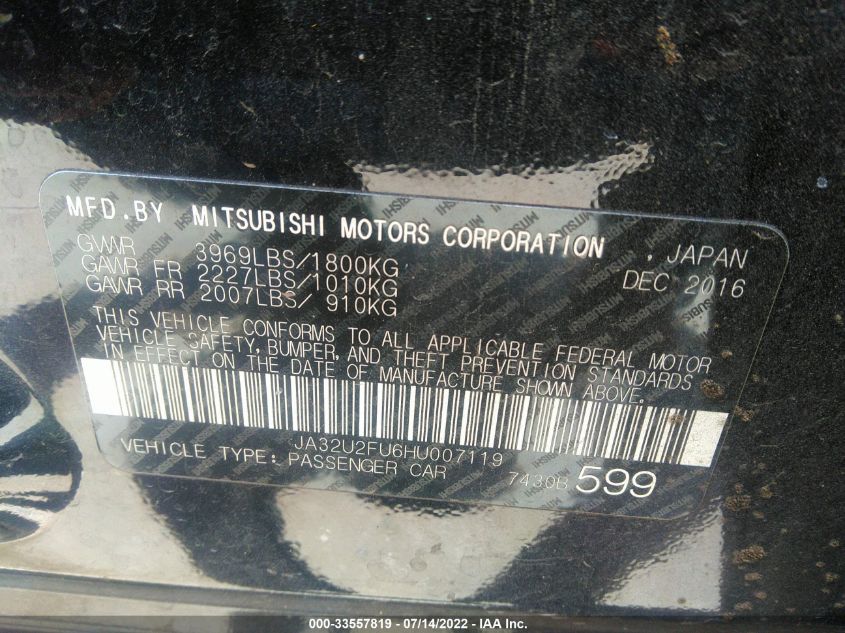 MFD.BY MITSUBISHI MOTORS CORPORATION , JAPAN
GVWR 3969LBS/1800KG DEC 2016
GAWR FR 2227LBS/1010KG
GAWR RR 2007LBS/ 910KG
THIS VEHICLE CONFORMS TO ALL APPLICABLE FEDERAL MOTOR
VEHICLE SAFETY, BUMPER, AND THEFT PREVENTION STANDARDS
IN EFFECT ON THE DATE OF MANUFACTURE SHOWN ABOVE.
JA32U2FU6HU007119
VEHICLE TYPE: PASSENGER CAR 7430B 599
000-33557819 - 07/14/2022 - IAA, Inc.